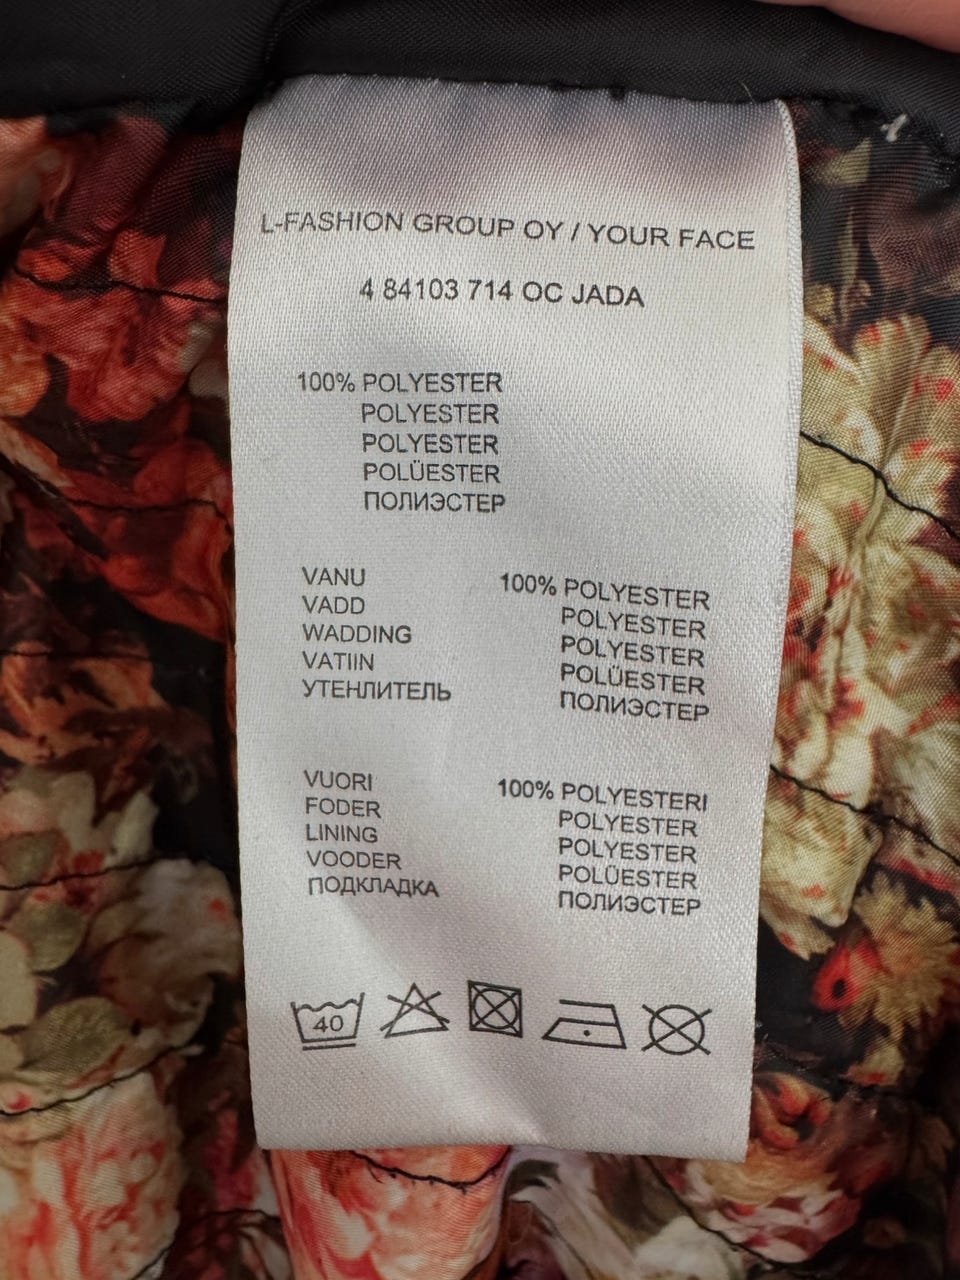 L-FASHION GROUP OY / YOUR FACE
4 84103 714 OC JADA
100% POLYESTER
POLYESTER
POLYESTER
POLÜESTER
ПОЛИЭСТЕР
VANU 100% POLYESTER
VADD POLYESTER
WADDING POLYESTER
VATIIN POLÜESTER
УТЕНЛИТЕЛЬ ПОЛИЭСТЕР
VUORI 100% POLYESTERI
FODER POLYESTER
LINING POLYESTER
VOODER POLÜESTER
ПОДКЛАДКА ПОЛИЭСТЕР
40